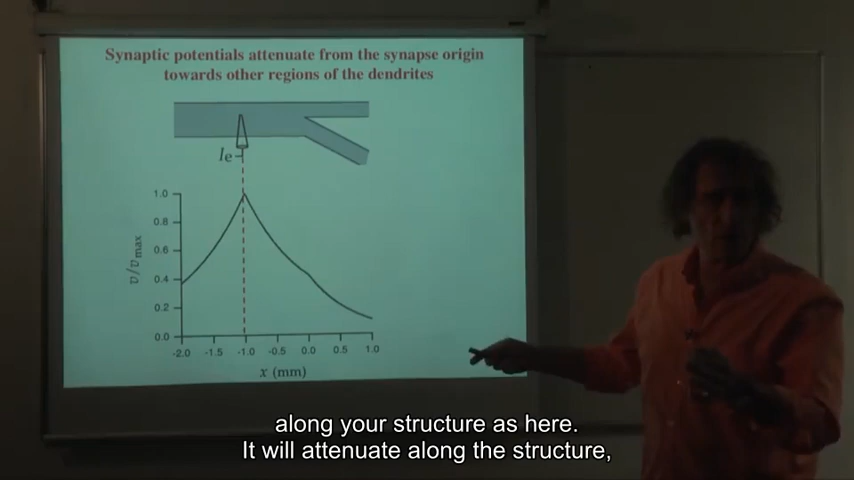 Synaptic potentials attenuate from the synapse origin
towards other regions of the dendrites
Ie
1.0
0.8
0.6
0.4
0.2
0.0
v/vmax
-2.0 -1.5 -1.0 -0.5 0.0 0.5 1.0
x (mm)
along your structure as here.
It will attenuate along the structure,